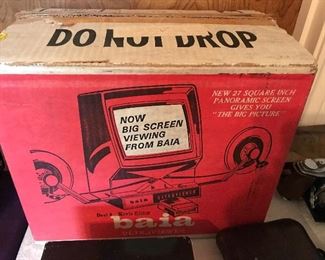 DO NOT DROP
NEW 27 SQUARE INCH
PANORAMIC SCREEN
GIVES YOU
"THE BIG PICTURE"
NOW
BIG SCREEN
VIEWING
FROM BAIA
baia
baia